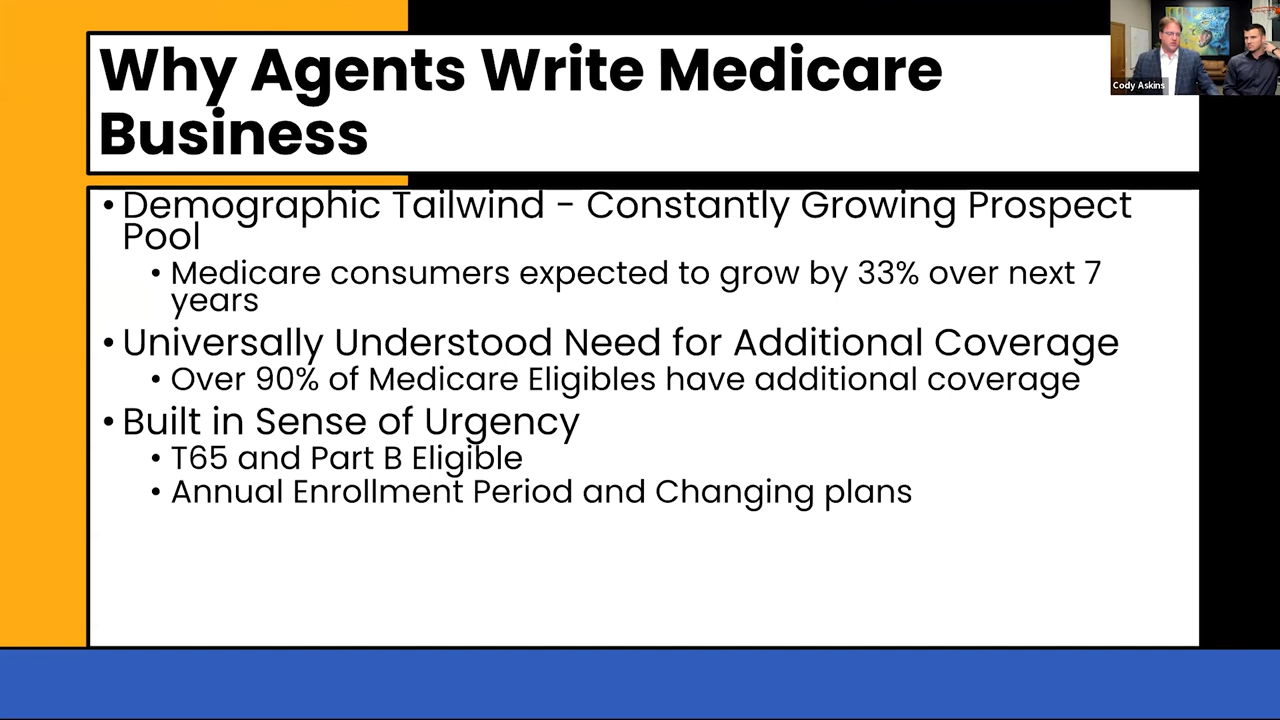 Why Agents Write Medicare
Business
• Demographic Tailwind - Constantly Growing Prospect
Pool
• Medicare consumers expected to grow by 33% over next 7
years
• Universally Understood Need for Additional Coverage
• Over 90% of Medicare Eligibles have additional coverage
• Built in Sense of Urgency
• T65 and Part B Eligible
• Annual Enrollment Period and Changing plans
Cody Askins